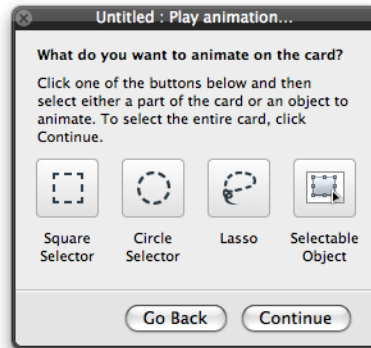 Untitled : Play animation...
What do you want to animate on the card?
Click one of the buttons below and then
select either a part of the card or an object to
animate. To select the entire card, click
Continue.
Square Selector
Circle Selector
Lasso
Selectable Object
Go Back
Continue